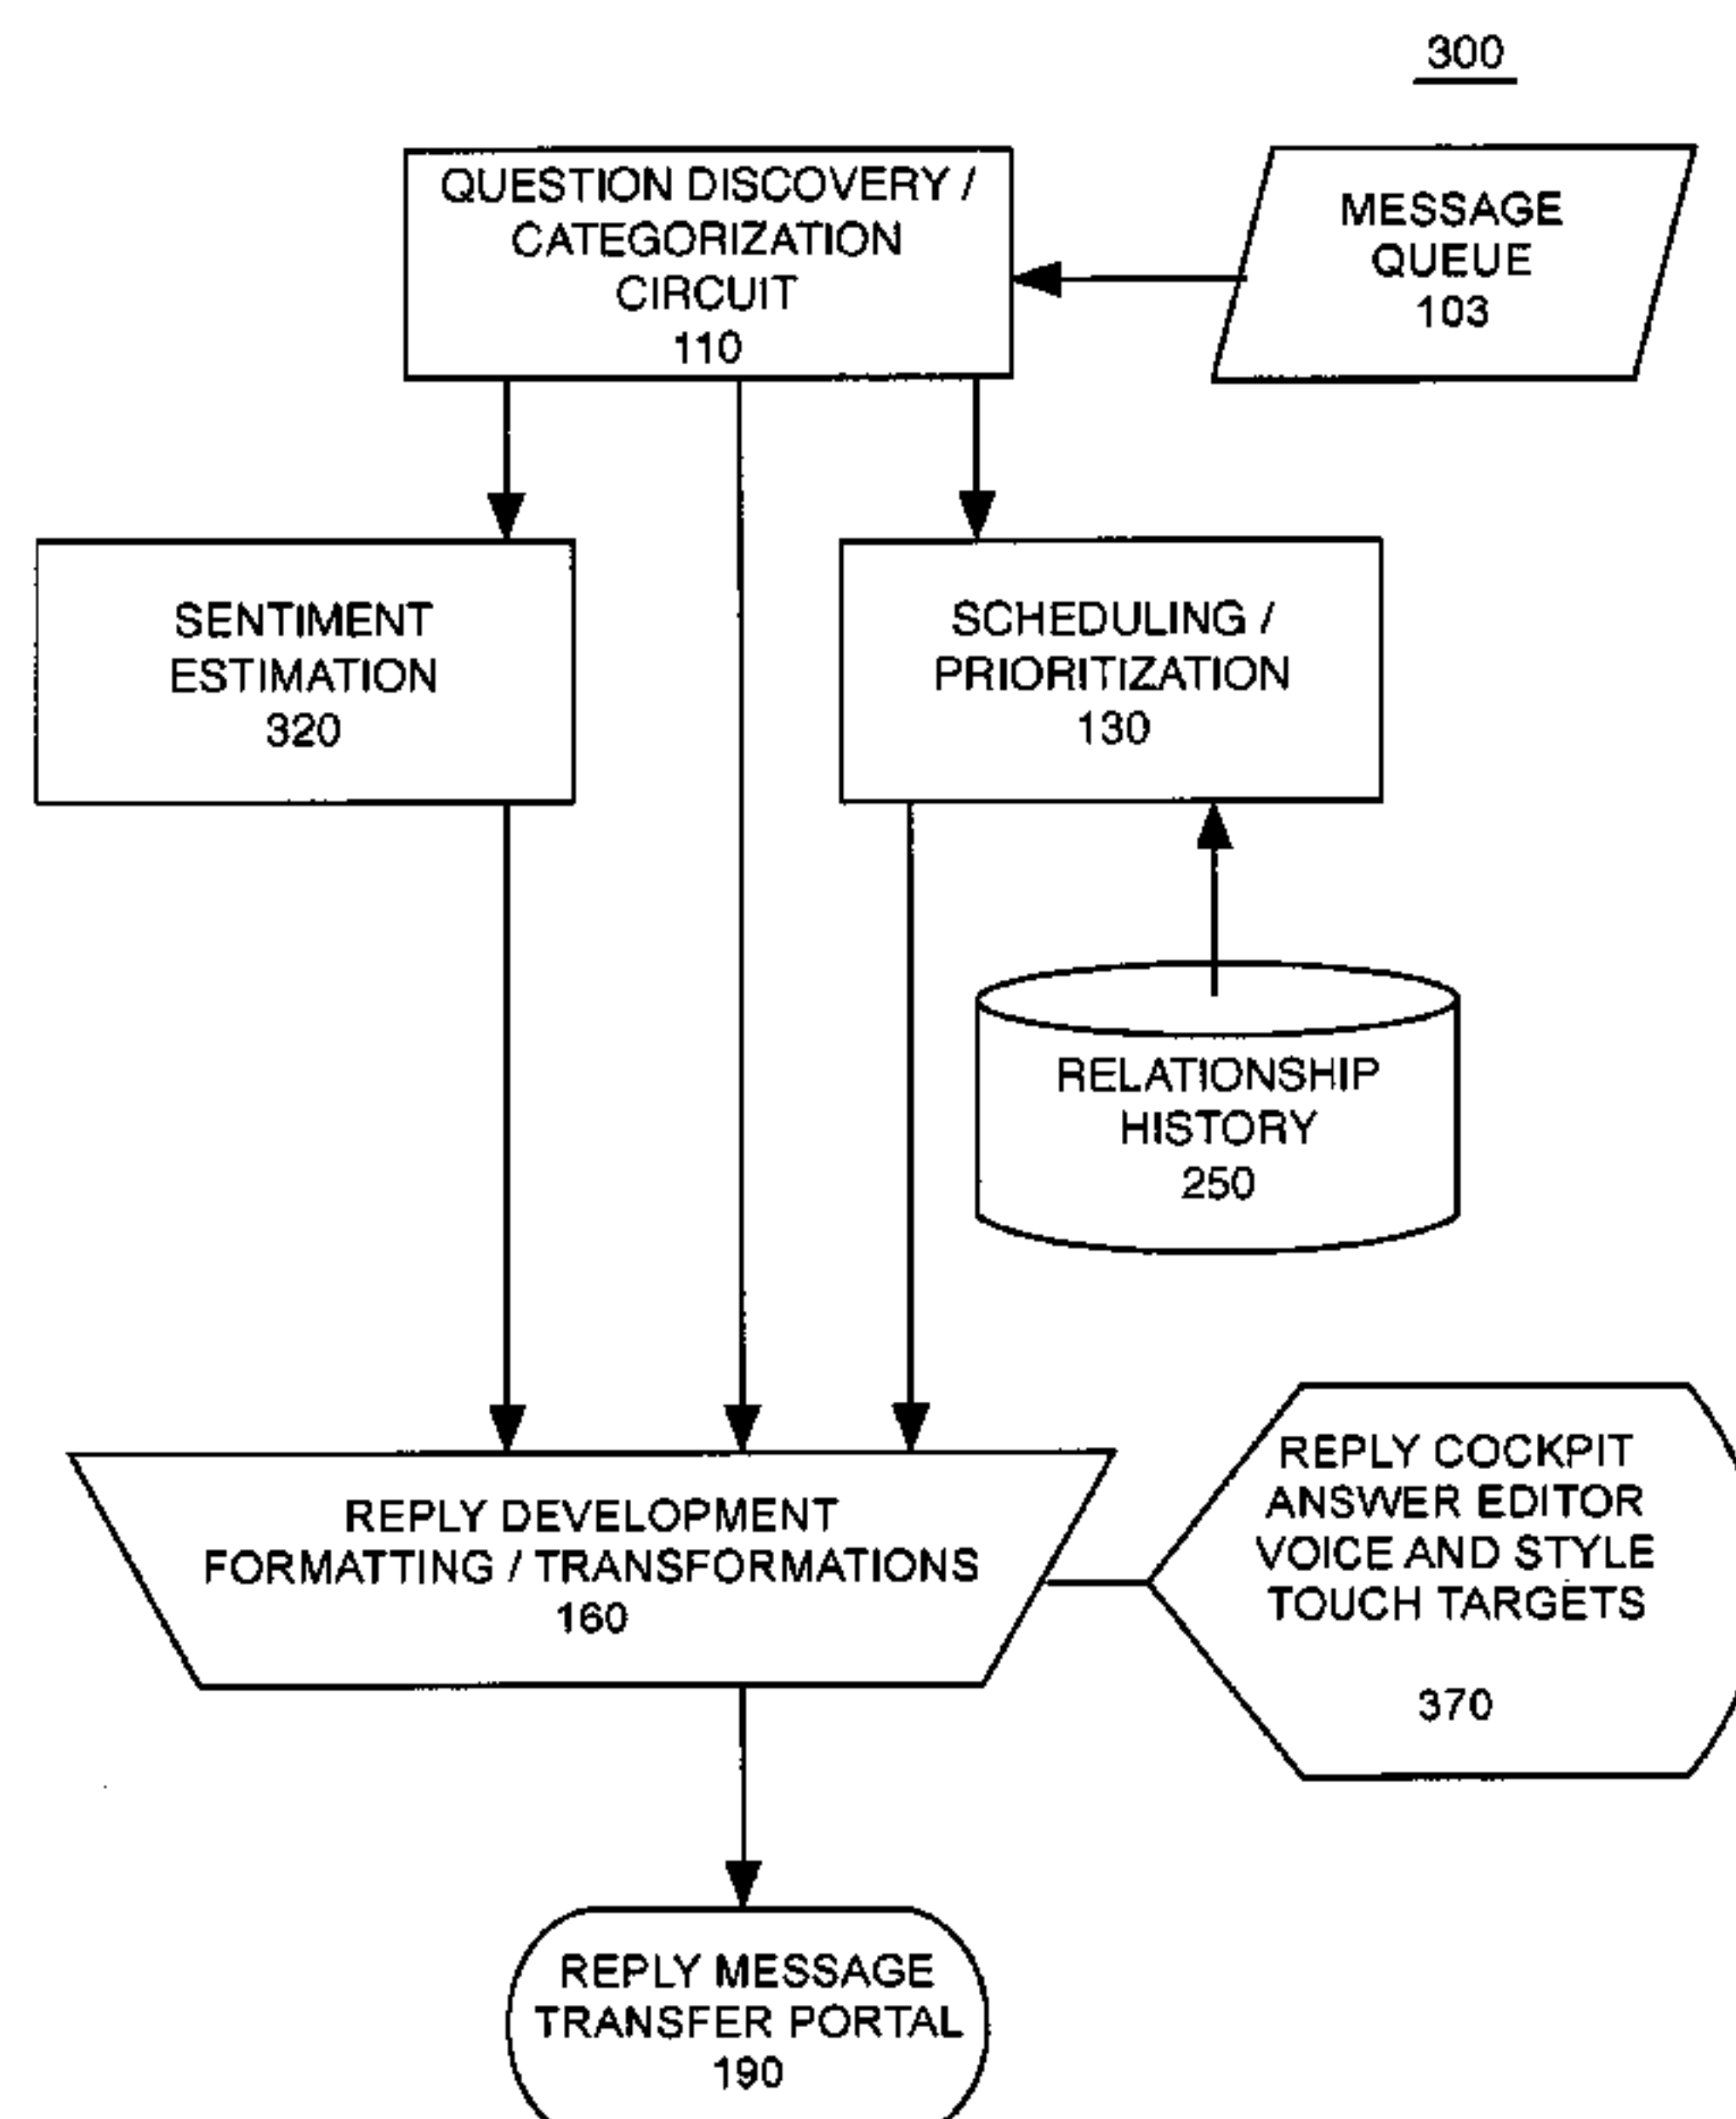 300
QUESTION DISCOVERY /
CATEGORIZATION
CIRCUIT
110
MESSAGE
QUEUE
103
SENTIMENT
ESTIMATION
320
SCHEDULING /
PRIORITIZATION
130
RELATIONSHIP
HISTORY
250
REPLY DEVELOPMENT
FORMATTING / TRANSFORMATIONS
160
REPLY COCKPIT
ANSWER EDITOR
VOICE AND STYLE
TOUCH TARGETS
370
REPLY MESSAGE
TRANSFER PORTAL
190